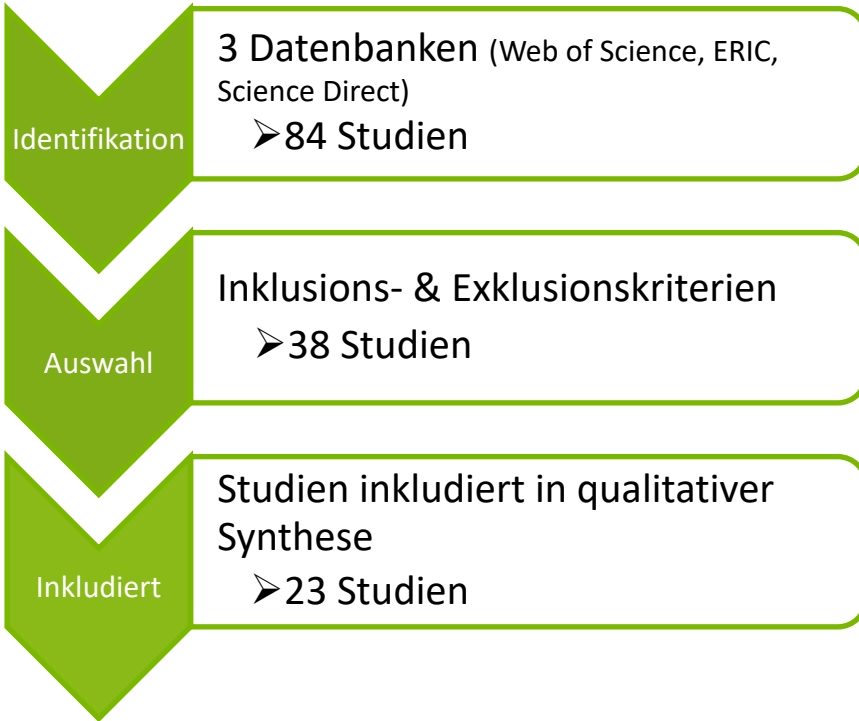 Identifikation
3 Datenbanken (Web of Science, ERIC,
Science Direct)
➢84 Studien
Auswahl
Inklusions- & Exklusionskriterien
➢38 Studien
Inkludiert
Studien inkludiert in qualitativer
Synthese
➢23 Studien